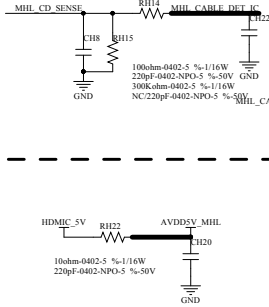 RH14
MHL_CD_SENSE
MHL_CABLE_DET_IC
CH22
CH8
RH15
GND
GND
100ohm-0402-5 %-1/16W
220pF-0402-NPO-5 %-50V
300Kohm-0402-5 %-1/16W
NC/220pF-0402-NPO-5 %-50V
MHL_CA
HDMIC_5V
RH22
AVDD5V_MHL
CH20
10ohm-0402-5 %-1/16W
220pF-0402-NPO-5 %-50V
GND